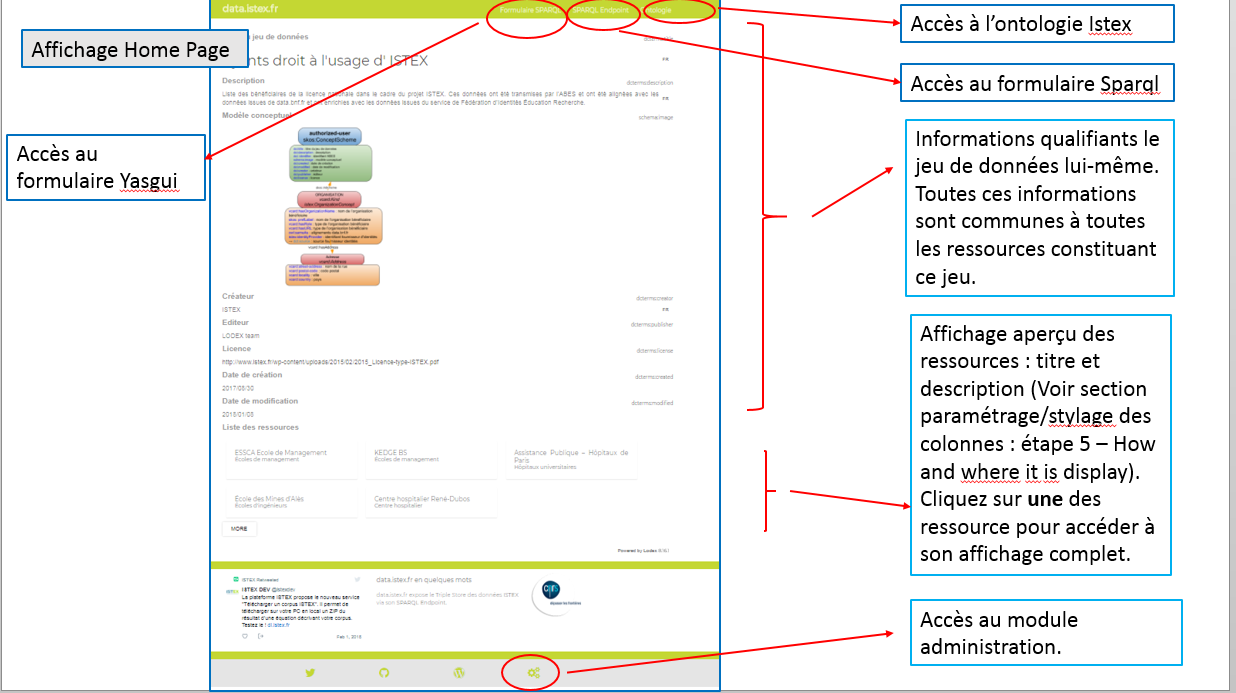 data.istex.fr
Formulaire SPARQL
SPARQL Endpoint
Affichage Home Page
Accès à l'ontologie Istex
Accès au formulaire Sparql
Accès au
formulaire Yasgui
Informations qualifiants le
jeu de données lui-même.
Toutes ces informations
sont communes à toutes
les ressources constituant
ce jeu.
Affichage aperçu des
ressources : titre et
description (Voir section
paramétrage/stylage des
colonnes : étape 5 – How
and where it is display).
Cliquez sur une des
ressource pour accéder à
son affichage complet.
Accès au module
administration.
jeu de données
droit à l'usage d' ISTEX
FR
Description
dcterms:description
Liste des bénéficiaires de la licence nationale dans le cadre du projet ISTEX. Ces données ont été transmises par l'ABES et ont été alignées avec les
données issues de data.bnf.fr et enrichies avec les données issues du service de Fédération d'Identités Éducation Recherche.
FR
Modèle conceptuel
schema:image
authorized-user
skos:ConceptScheme
Créateur
dcterms:creator
ISTEX
FR
Editeur
dcterms:publisher
LODEX team
Licence
dcterms:license
http://www.istex.fr/wp-content/uploads/2015/02/2015_Licence-type-ISTEX.pdf
Date de création
dcterms:created
2017/03/30
Date de modification
dcterms:modified
2018/01/05
Liste des ressources
ESSCA Ecole de Management
Écoles de management
KEDGE BS
Écoles de management
Assistance Publique – Hôpitaux de
Paris
Hôpitaux universitaires
École des Mines d'Alès
Écoles d'ingénieurs
Centre hospitalier René-Dubos
Centre hospitalier
MORE
Powered by Lodex
ISTEX Retweeted
ISTEX DEV @istexdev
La plateforme ISTEX propose le nouveau service
"Télécharger un corpus ISTEX". Il permet de
télécharger sur votre PC en local un ZIP du
résultat d'une équation décrivant votre corpus.
Testez le ! dl.istex.fr
Feb 1, 2018
data.istex.fr en quelques mots
data.istex.fr expose le Triple Store des données ISTEX
via son SPARQL Endpoint.
cnrs
dépasser les frontières